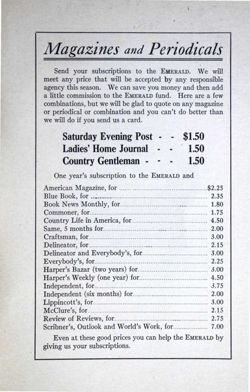 Magazines and Periodicals
Send your subscriptions to the EMERALD. We will
meet any price that will be accepted by any responsible
agency this season. We can save you money and then add
a little commission to the EMERALD fund. Here are a few
combinations, but we will be glad to quote on any magazine
or periodical or combination and you can't do better than
we will do if you send us a card.
Saturday Evening Post - - $1.50
Ladies' Home Journal - - 1.50
Country Gentleman - - - 1.50
One year's subscription to the EMERALD and
American Magazine, for $2.25
Blue Book, for 2.35
Book News Monthly, for 1.80
Commoner, for 1.75
Country Life in America, for 4.50
Same, 5 months for 2.00
Craftsman, for 3.00
Delineator, for 2.15
Delineator and Everybody's, for 3.00
Everybody's, for 2.25
Harper's Bazar (two years) for 3.00
Harper's Weekly (one year) for 4.50
Independent, for 3.75
Independent (six months) for 2.00
Lippincott's, for 3.00
McClure's, for 2.15
Review of Reviews, for 2.75
Scribner's, Outlook and World's Work, for 7.00
Even at these good prices you can help the EMERALD by
giving us your subscriptions.